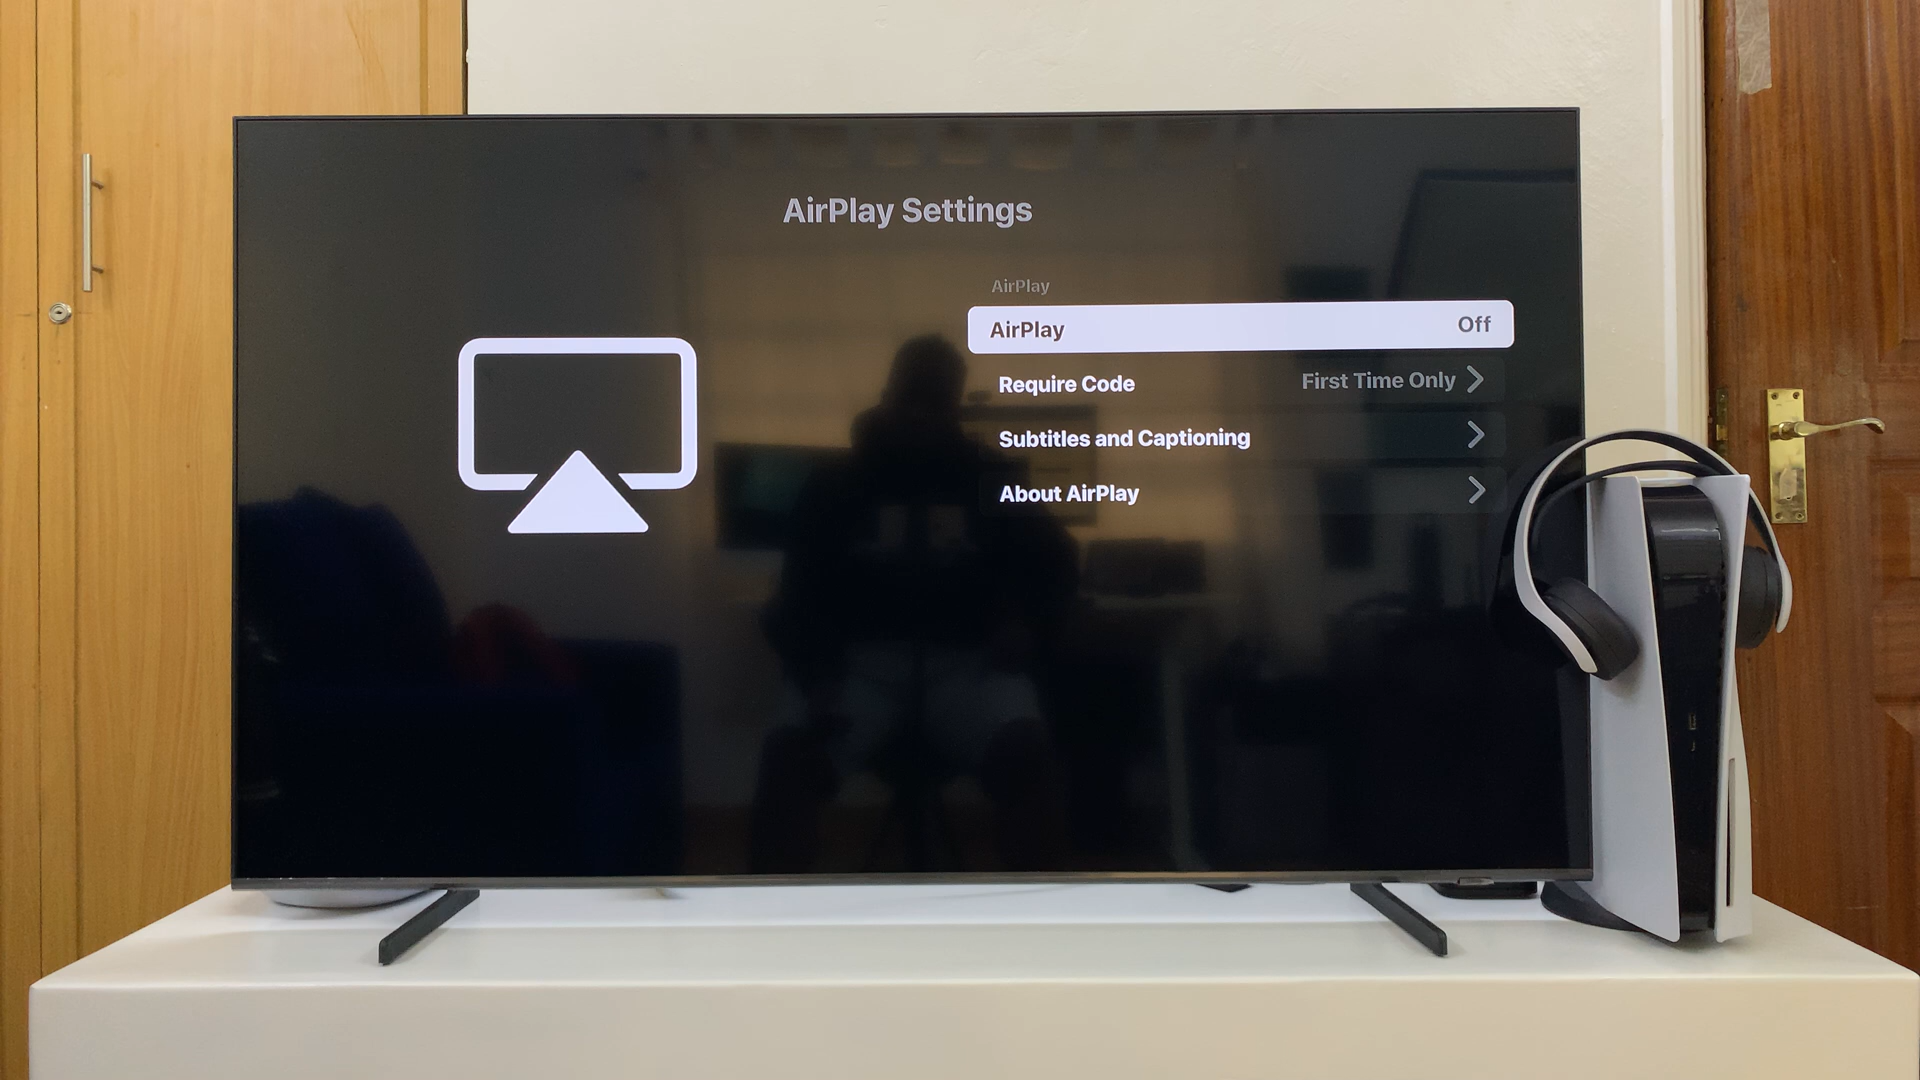 AirPlay Settings
AirPlay
AirPlay Off
Require Code First Time Only
Subtitles and Captioning
About AirPlay